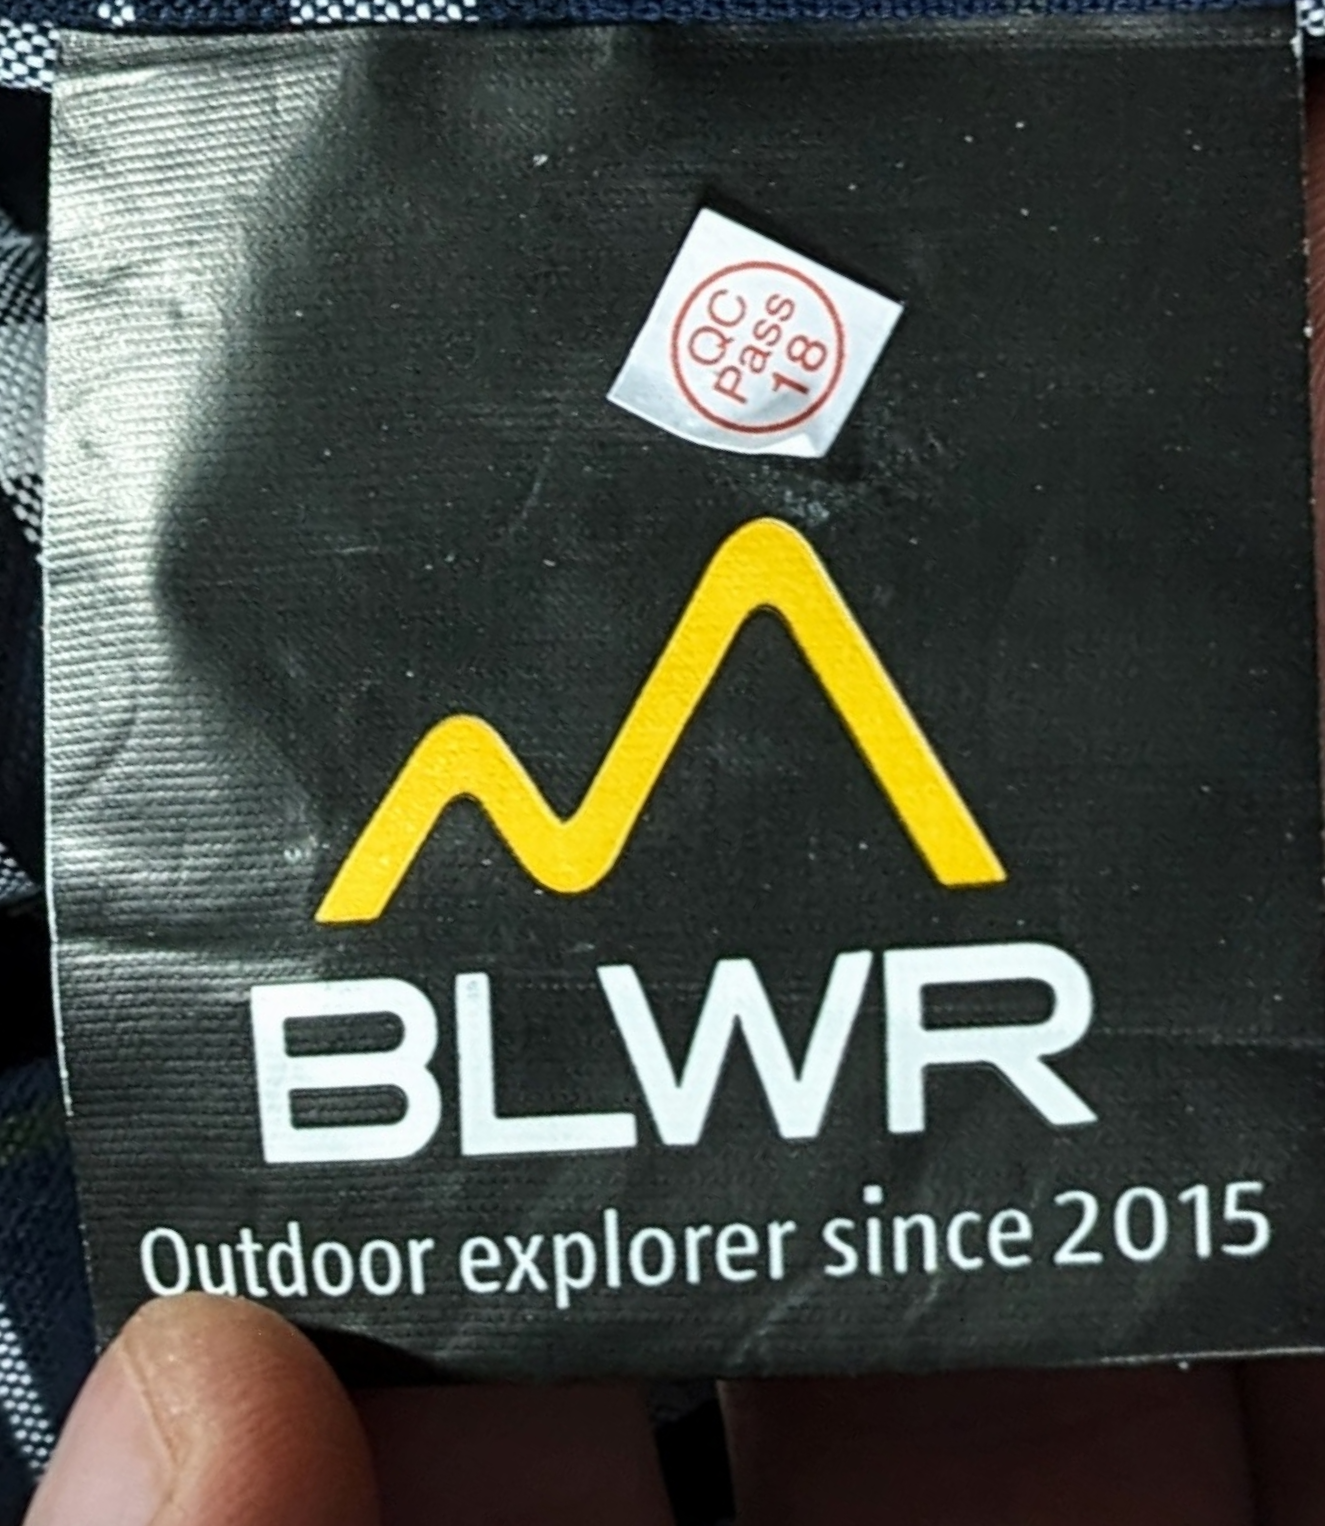 QC
Pass
18
BLWR
Outdoor explorer since 2015